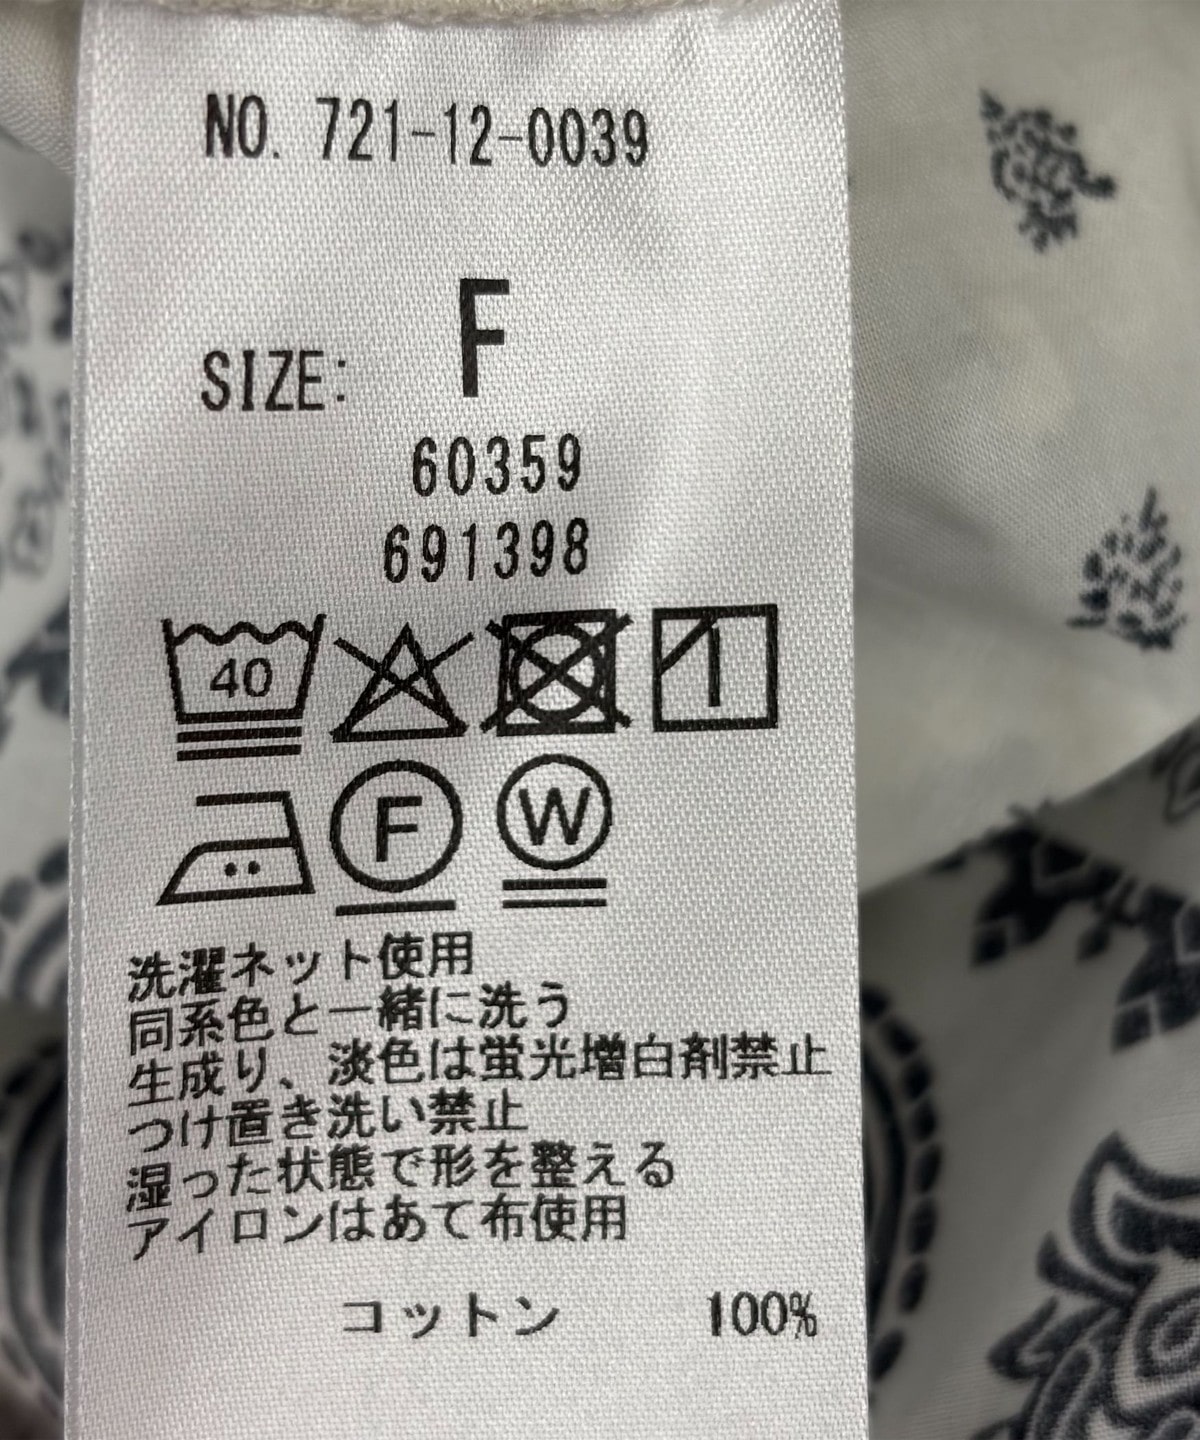 NO. 721-12-0039
SIZE: F
60359
691398
40
F W
洗濯ネット使用
同系色と一緒に洗う
生成り、淡色は蛍光増白剤禁止
つけ置き洗い禁止
湿った状態で形を整える
アイロンはあて布使用
コットン 100%